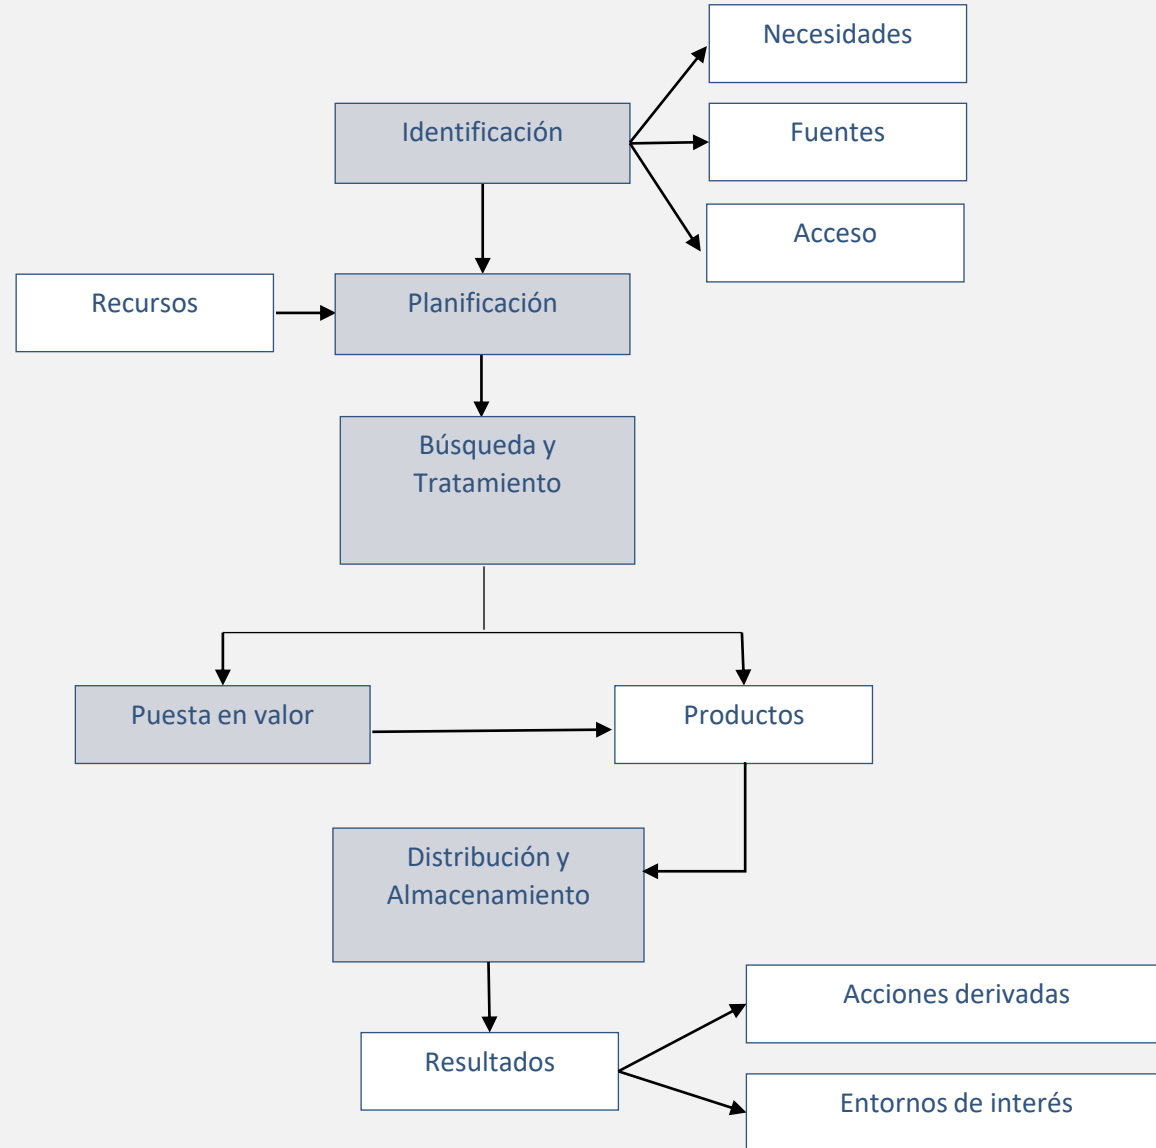 Necesidades
Identificación
Fuentes
Acceso
Recursos
Planificación
Búsqueda y
Tratamiento
Puesta en valor
Productos
Distribución y
Almacenamiento
Acciones derivadas
Resultados
Entornos de interés